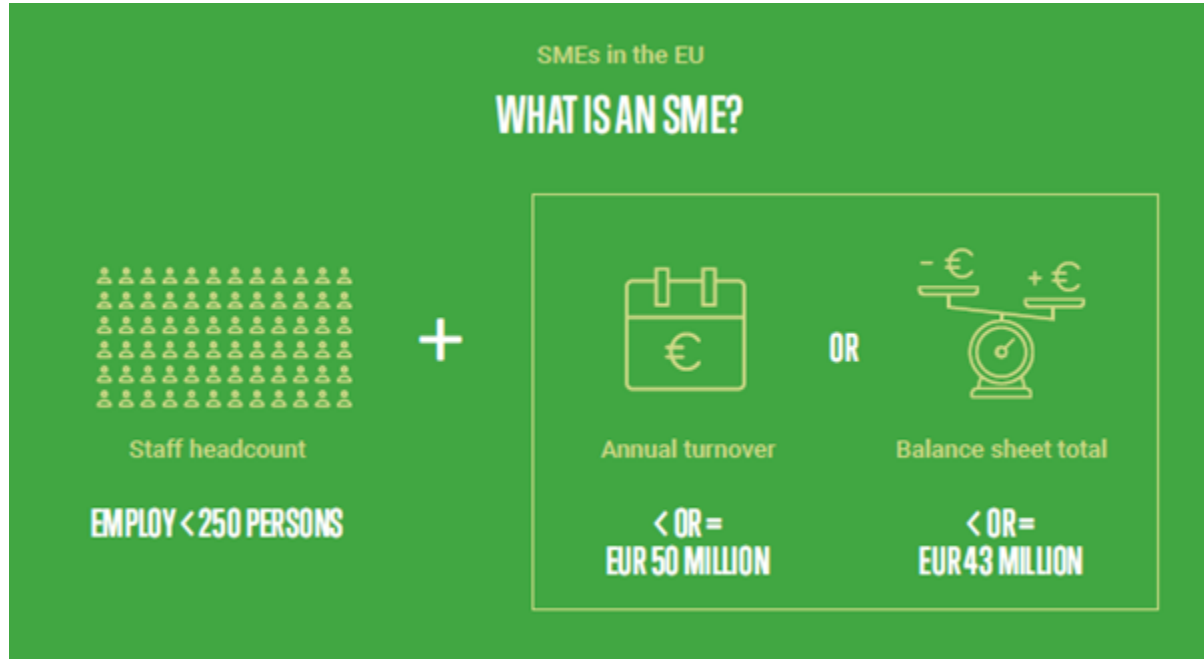 SMEs in the EU
WHAT IS AN SME?
- €
+ €
+
€
OR
Staff headcount
Annual turnover
Balance sheet total
EMPLOY < 250 PERSONS
< OR =
EUR 50 MILLION
< OR =
EUR 43 MILLION